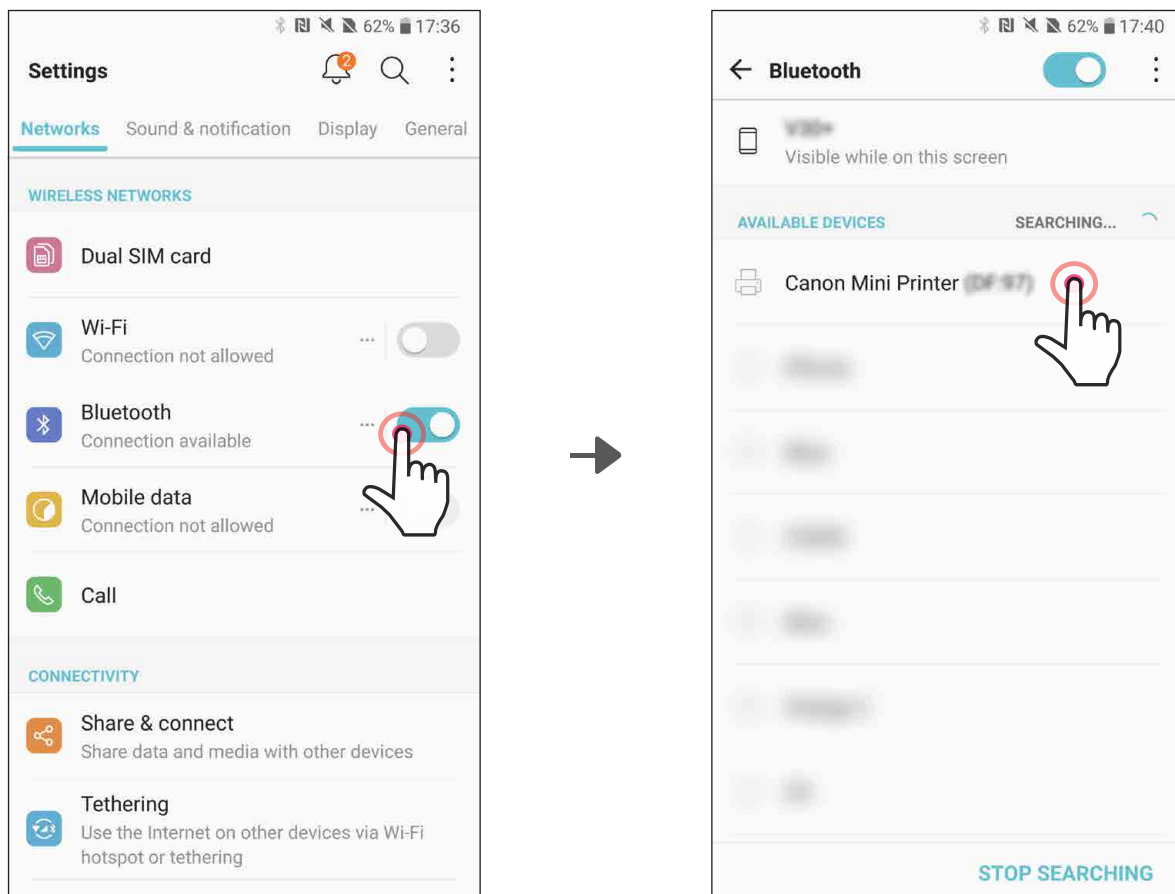 62% 17:36
Settings
2
Networks Sound & notification Display General
WIRELESS NETWORKS
Dual SIM card
Wi-Fi
Connection not allowed
Bluetooth
Connection available
Mobile data
Connection not allowed
Call
CONNECTIVITY
Share & connect
Share data and media with other devices
Tethering
Use the Internet on other devices via Wi-Fi
hotspot or tethering
62% 17:40
Bluetooth
Visible while on this screen
AVAILABLE DEVICES SEARCHING...
Canon Mini Printer
STOP SEARCHING